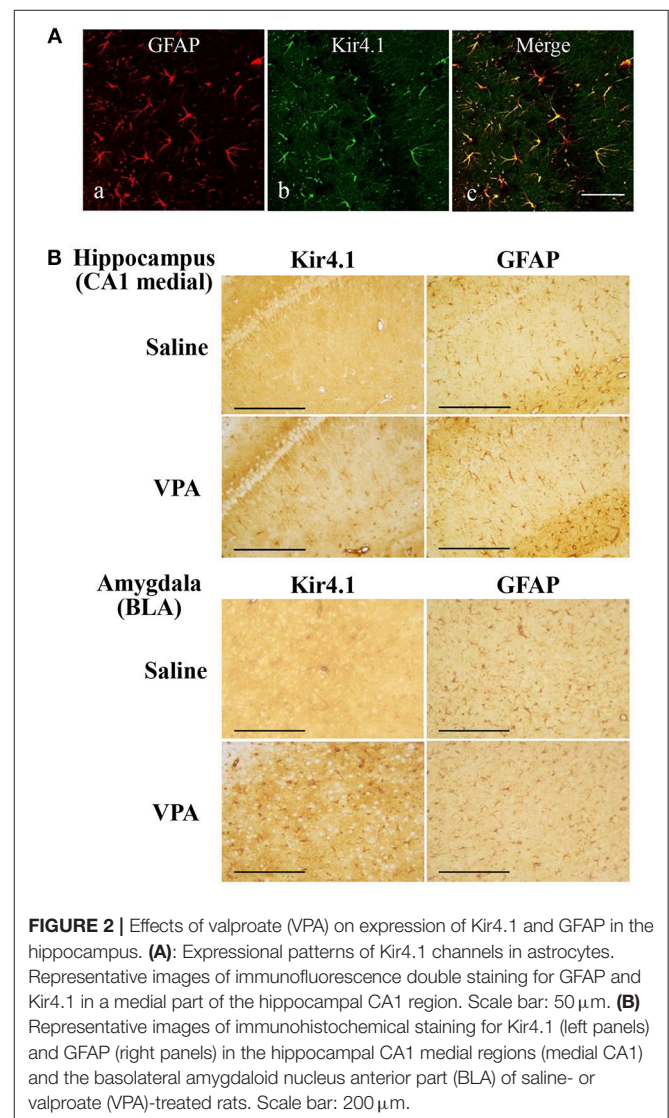 A
GFAP
Kir4.1
Merge
a
b
c
B Hippocampus
(CA1 medial)
Kir4.1
GFAP
Saline
VPA
Amygdala
(BLA)
Kir4.1
GFAP
Saline
VPA
FIGURE 2 | Effects of valproate (VPA) on expression of Kir4.1 and GFAP in the
hippocampus. (A): Expressional patterns of Kir4.1 channels in astrocytes.
Representative images of immunofluorescence double staining for GFAP and
Kir4.1 in a medial part of the hippocampal CA1 region. Scale bar: 50 μm. (B)
Representative images of immunohistochemical staining for Kir4.1 (left panels)
and GFAP (right panels) in the hippocampal CA1 medial regions (medial CA1)
and the basolateral amygdaloid nucleus anterior part (BLA) of saline- or
valproate (VPA)-treated rats. Scale bar: 200 μm.